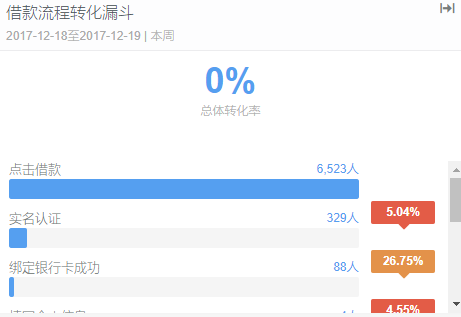 借款流程转化漏斗
2017-12-18至2017-12-19 | 本周
0%
总体转化率
点击借款 6,523人
5.04%
实名认证 329人
26.75%
绑定银行卡成功 88人
4.55%